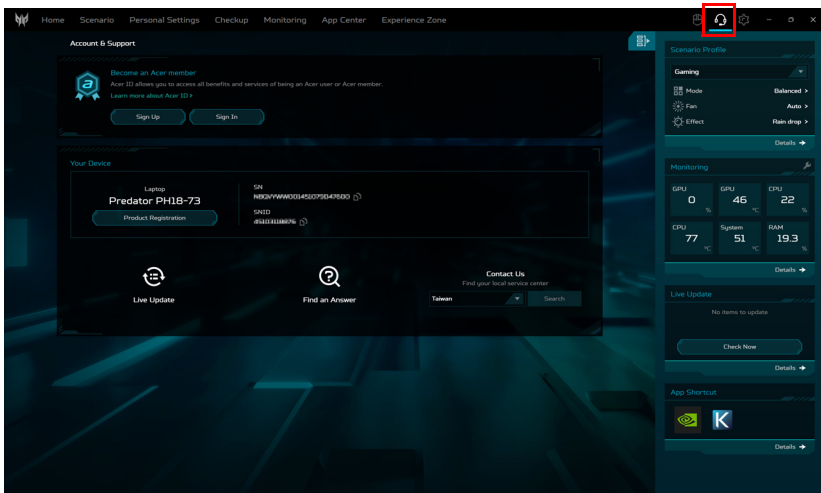 Home Scenario Personal Settings Checkup Monitoring App Center Experience Zone
Account & Support
Become an Acer member
Acer ID allows you to access all benefits and services of being an Acer user or Acer member.
Learn more about Acer ID >
Sign Up Sign In
Your Device
Laptop
Predator PH18-73
Product Registration
SN
SNID
Live Update
Find an Answer
Contact Us
Find your local service center
Taiwan Search
Scenario Profile
Gaming
Mode Balanced >
Fan Auto >
Effect Rain drop >
Details →
Monitoring
GPU GPU CPU
0 % 46 °C 22 %
CPU System RAM
77 °C 51 °C 19.3 %
Details →
Live Update
No items to update
Check Now
Details →
App Shortcut
K
Details →